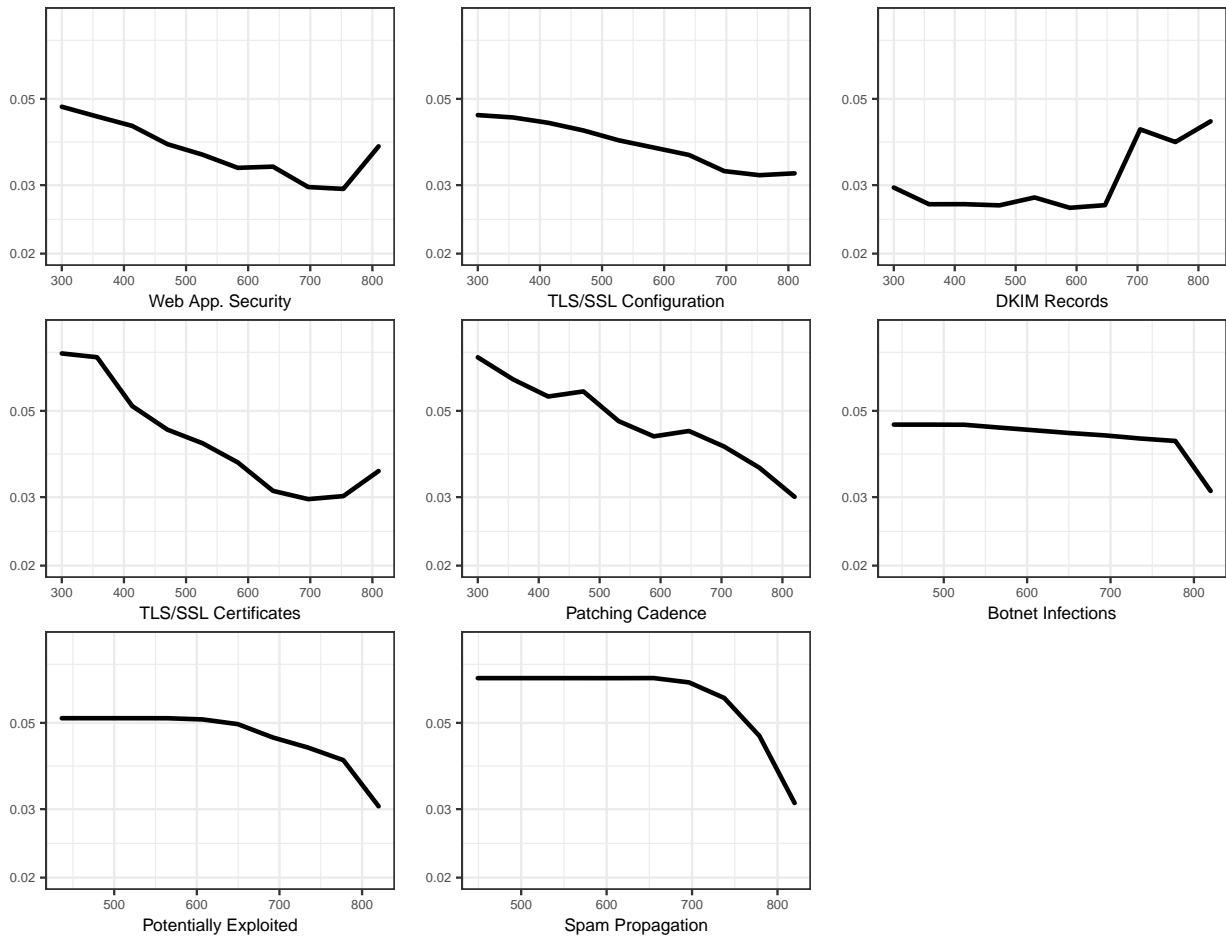 0.05
0.03
0.02
300 400 500 600 700 800
Web App. Security
0.05
0.03
0.02
300 400 500 600 700 800
TLS/SSL Configuration
0.05
0.03
0.02
300 400 500 600 700 800
DKIM Records
0.05
0.03
0.02
300 400 500 600 700 800
TLS/SSL Certificates
0.05
0.03
0.02
300 400 500 600 700 800
Patching Cadence
0.05
0.03
0.02
500 600 700 800
Botnet Infections
0.05
0.03
0.02
500 600 700 800
Potentially Exploited
0.05
0.03
0.02
500 600 700 800
Spam Propagation